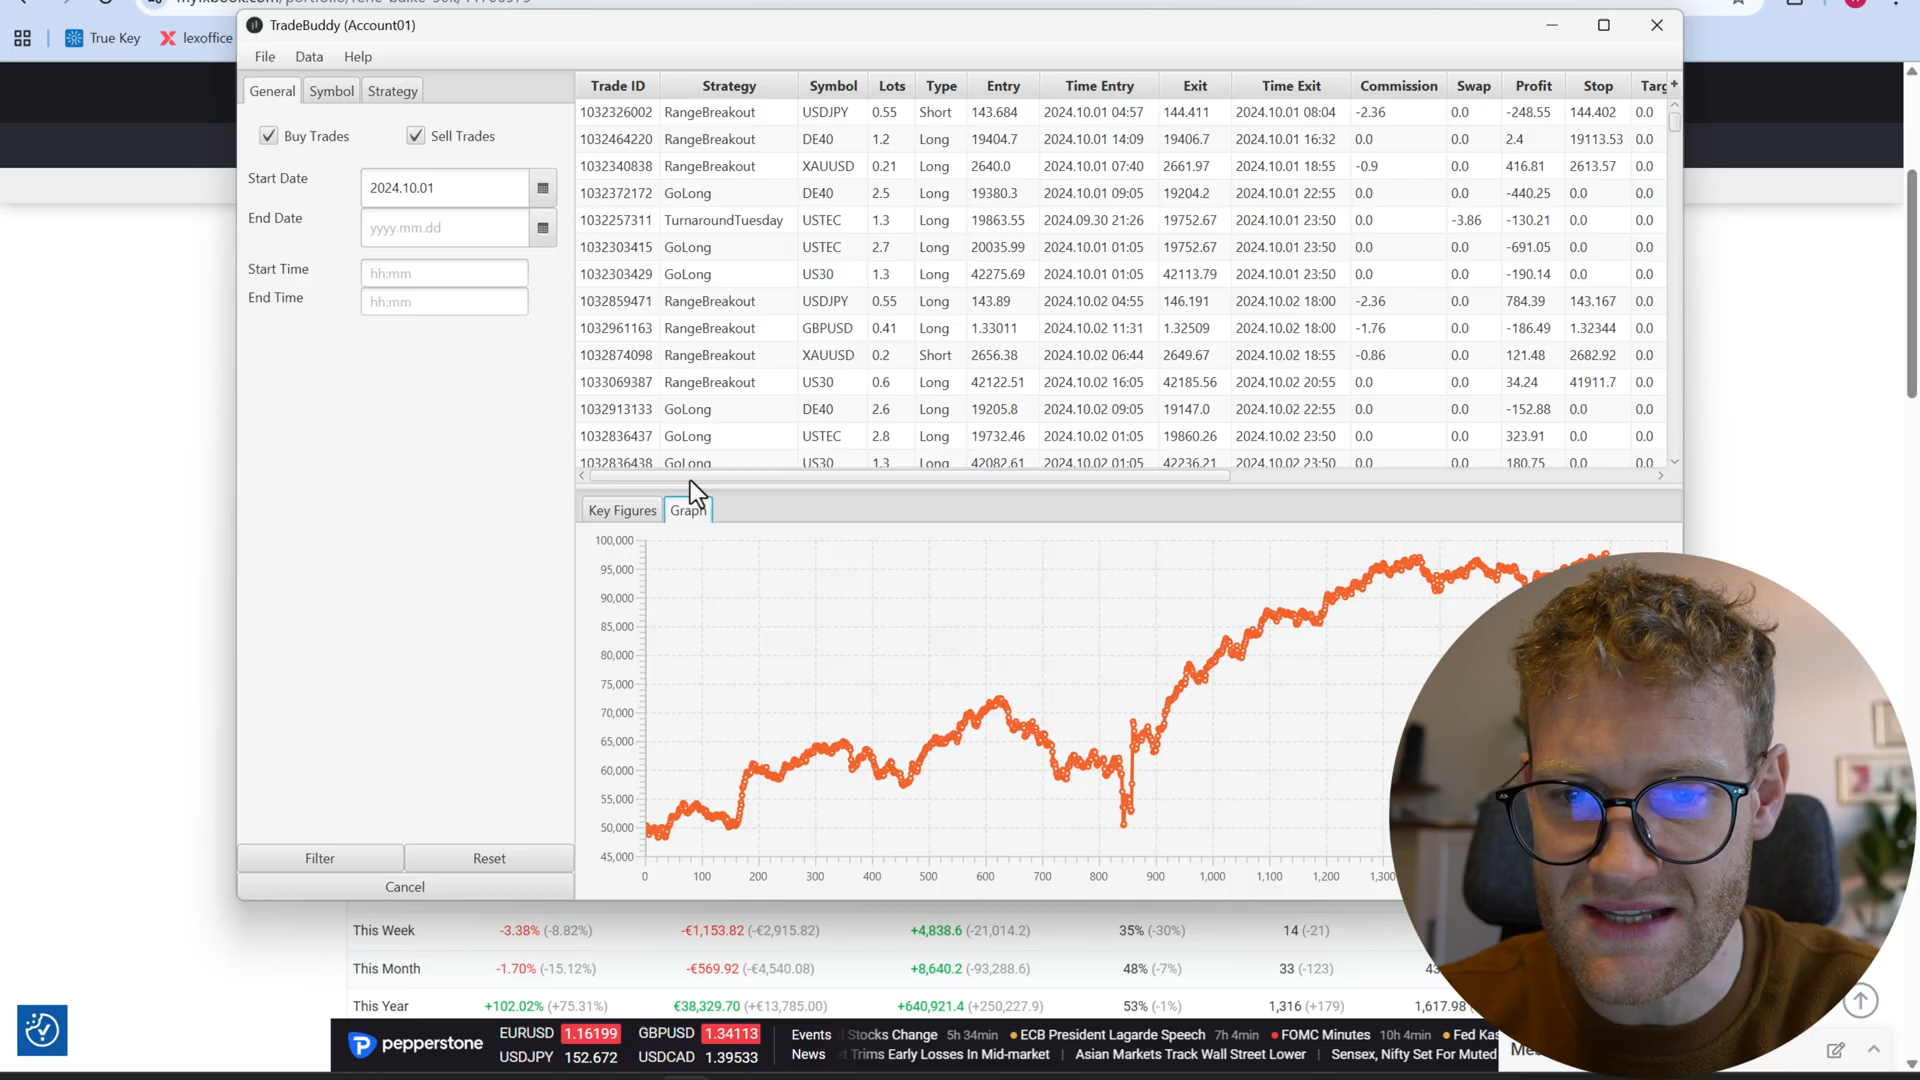 TradeBuddy (Account01)
True Key
lexoffice
File Data Help
General Symbol Strategy
Buy Trades Sell Trades
Start Date 2024.10.01
End Date yyyy.mm.dd
Start Time hh:mm
End Time hh:mm
Filter Reset
Cancel
Trade ID Strategy Symbol Lots Type Entry Time Entry Exit Time Exit Commission Swap Profit Stop
1032326002 RangeBreakout USDJPY 0.55 Short 143.684 2024.10.01 04:57 144.411 2024.10.01 08:04 -2.36 0.0 -248.55 144.402 0.0
1032464220 RangeBreakout DE40 1.2 Long 19404.7 2024.10.01 14:09 19406.7 2024.10.01 16:32 0.0 0.0 2.4 19113.53 0.0
1032340838 RangeBreakout XAUUSD 0.21 Long 2640.0 2024.10.01 07:40 2661.97 2024.10.01 18:55 -0.9 0.0 416.81 2613.57 0.0
1032372172 GoLong DE40 2.5 Long 19380.3 2024.10.01 09:05 19204.2 2024.10.01 22:55 0.0 0.0 -440.25 0.0 0.0
1032257311 TurnaroundTuesday USTEC 1.3 Long 19863.55 2024.09.30 21:26 19752.67 2024.10.01 23:50 0.0 -3.86 -130.21 0.0 0.0
1032303415 GoLong USTEC 2.7 Long 20035.99 2024.10.01 01:05 19752.67 2024.10.01 23:50 0.0 0.0 -691.05 0.0 0.0
1032303429 GoLong US30 1.3 Long 42275.69 2024.10.01 01:05 42113.79 2024.10.01 23:50 0.0 0.0 -190.14 0.0 0.0
1032859471 RangeBreakout USDJPY 0.55 Long 143.89 2024.10.02 04:55 146.191 2024.10.02 18:00 -2.36 0.0 784.39 143.167 0.0
1032961163 RangeBreakout GBPUSD 0.41 Long 1.33011 2024.10.02 11:31 1.32509 2024.10.02 18:00 -1.76 0.0 -186.49 1.32344 0.0
1032874098 RangeBreakout XAUUSD 0.2 Short 2656.38 2024.10.02 06:44 2649.67 2024.10.02 18:55 -0.86 0.0 121.48 2682.92 0.0
1033069387 RangeBreakout US30 0.6 Long 42122.51 2024.10.02 16:05 42185.56 2024.10.02 20:55 0.0 0.0 34.24 41911.7 0.0
1032913133 GoLong DE40 2.6 Long 19205.8 2024.10.02 09:05 19147.0 2024.10.02 22:55 0.0 0.0 -152.88 0.0 0.0
1032836437 GoLong USTEC 2.8 Long 19732.46 2024.10.02 01:05 19860.26 2024.10.02 23:50 0.0 0.0 323.91 0.0 0.0
1032836438 GoLong US30 1.3 Long 42082.61 2024.10.02 01:05 42236.21 2024.10.02 23:50 0.0 0.0 180.75 0.0 0.0
Key Figures Graph
100,000
95,000
90,000
85,000
80,000
75,000
70,000
65,000
60,000
55,000
50,000
45,000
0 100 200 300 400 500 600 700 800 900 1,000 1,100 1,200 1,300
This Week -3.38% (-8.82%) -€1,153.82 (-€2,915.82) +4,838.6 (-21,014.2) 35% (-30%) 14 (-21)
This Month -1.70% (-15.12%) -€569.92 (-€4,540.08) +8,640.2 (-93,288.6) 48% (-7%) 33 (-123)
This Year +102.02% (+75.31%) €38,329.70 (+€13,785.00) +640,921.4 (+250,227.9) 53% (-1%) 1,316 (+179) 1,617.98
pepperstone
EURUSD 1.16199 GBPUSD 1.34113
USDJPY 152.672 USDCAD 1.39533
Events Stocks Change 5h 34min ECB President Lagarde Speech 7h 4min FOMC Minutes 10h 4min Fed
News Trims Early Losses In Mid-market | Asian Markets Track Wall Street Lower | Sensex, Nifty Set For Muted